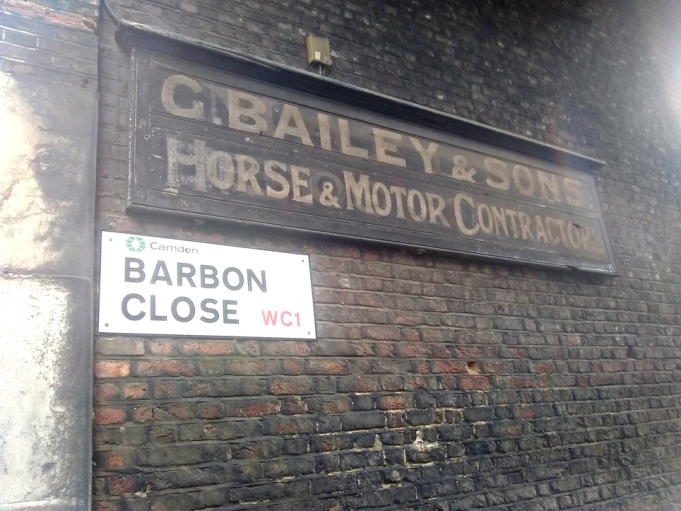 G. BAILEY & SONS
HORSE & MOTOR CONTRACTORS
Camden
BARBON
CLOSE WC1